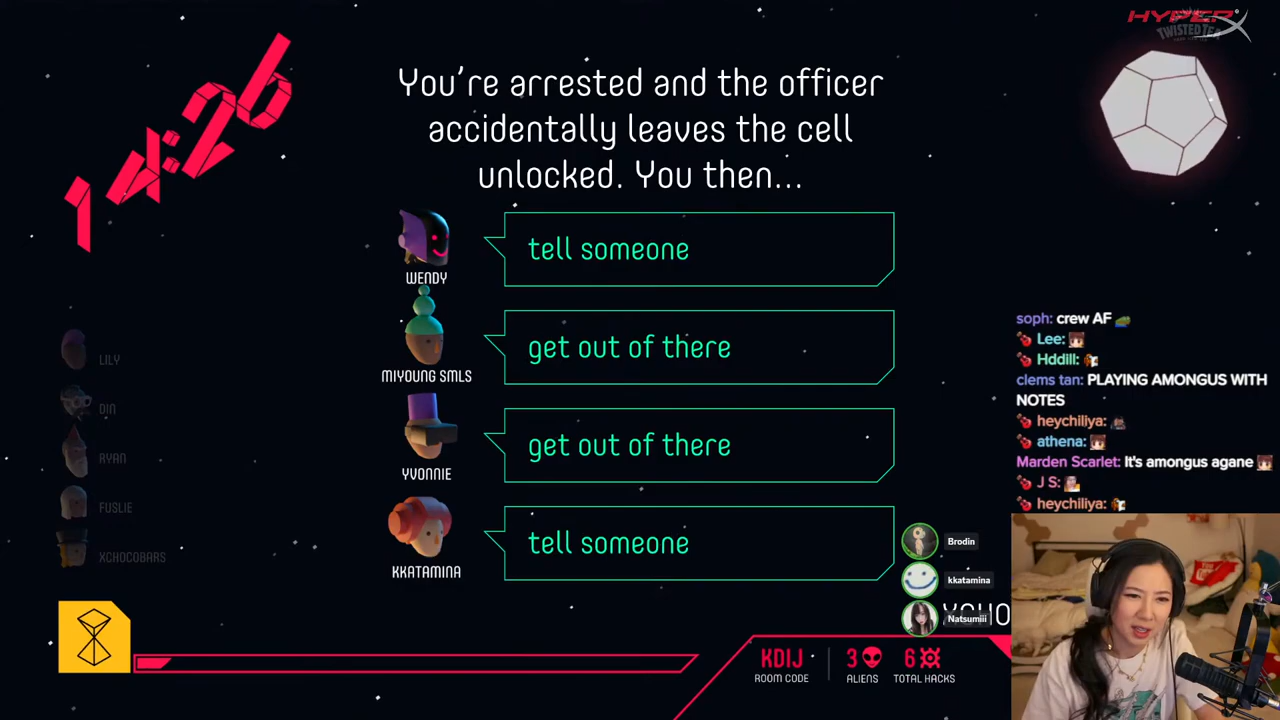 HYPERX
TWISTED TEA
14:26
You're arrested and the officer
accidentally leaves the cell
unlocked. You then...
WENDY
tell someone
MIYOUNG SMLS
get out of there
YVONNIE
get out of there
KKATAMINA
tell someone
LILY
DIN
RYAN
FUSLIE
XCHOCOBARS
soph: crew AF
Lee:
Hddill:
clems tan: PLAYING AMONGUS WITH
NOTES
heychiliya:
athena:
Marden Scarlet: It's amongus agane
J S:
heychiliya:
Brodin
kkatamina
Natsumiii
KDIJ
ROOM CODE
3
ALIENS
6
TOTAL HACKS